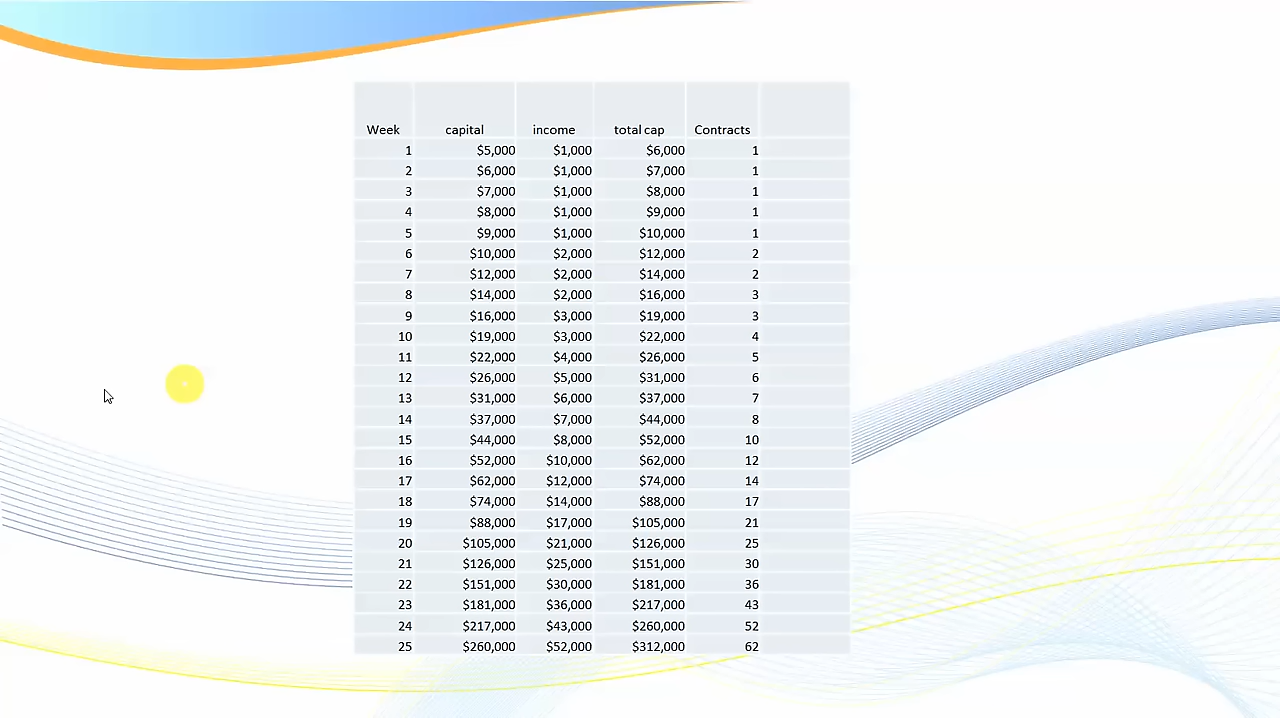 Week capital income total cap Contracts
1 $5,000 $1,000 $6,000 1
2 $6,000 $1,000 $7,000 1
3 $7,000 $1,000 $8,000 1
4 $8,000 $1,000 $9,000 1
5 $9,000 $1,000 $10,000 1
6 $10,000 $2,000 $12,000 2
7 $12,000 $2,000 $14,000 2
8 $14,000 $2,000 $16,000 3
9 $16,000 $3,000 $19,000 3
10 $19,000 $3,000 $22,000 4
11 $22,000 $4,000 $26,000 5
12 $26,000 $5,000 $31,000 6
13 $31,000 $6,000 $37,000 7
14 $37,000 $7,000 $44,000 8
15 $44,000 $8,000 $52,000 10
16 $52,000 $10,000 $62,000 12
17 $62,000 $12,000 $74,000 14
18 $74,000 $14,000 $88,000 17
19 $88,000 $17,000 $105,000 21
20 $105,000 $21,000 $126,000 25
21 $126,000 $25,000 $151,000 30
22 $151,000 $30,000 $181,000 36
23 $181,000 $36,000 $217,000 43
24 $217,000 $43,000 $260,000 52
25 $260,000 $52,000 $312,000 62